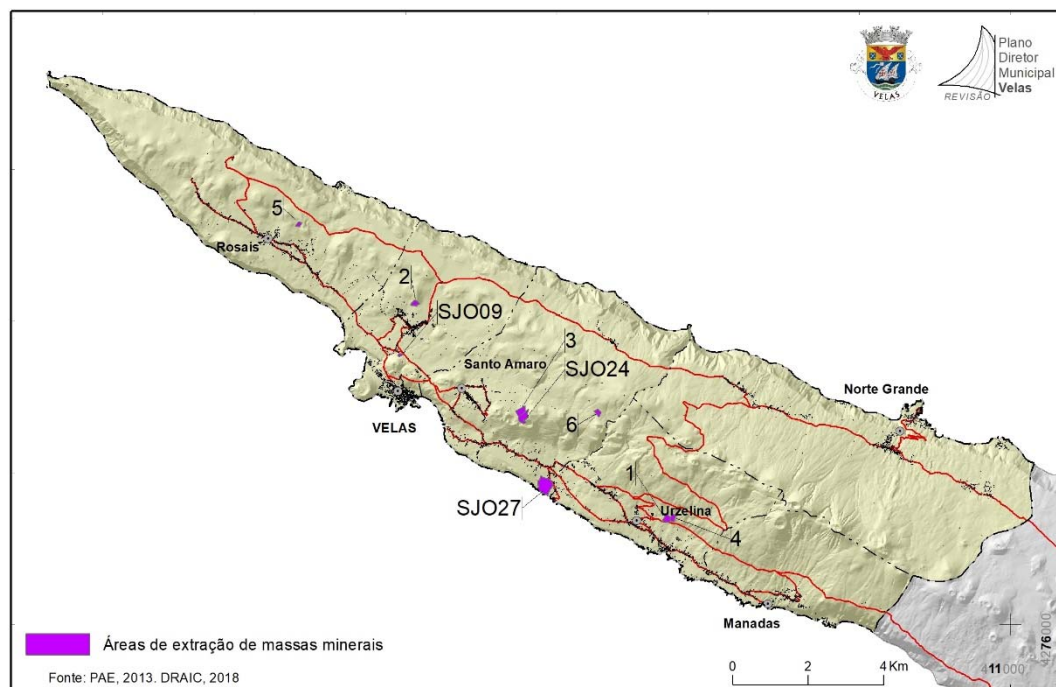 VELAS
REVISÃO
Plano
Diretor
Municipal
Velas
5
Rosais
2
SJO09
3
Santo Amaro
SJO24
Norte Grande
VELAS
6
1
SJO27
Urzelina
4
Manadas
Áreas de extração de massas minerais
Fonte: PAE, 2013. DRAIC, 2018
0 2 4 Km
411000
4276000